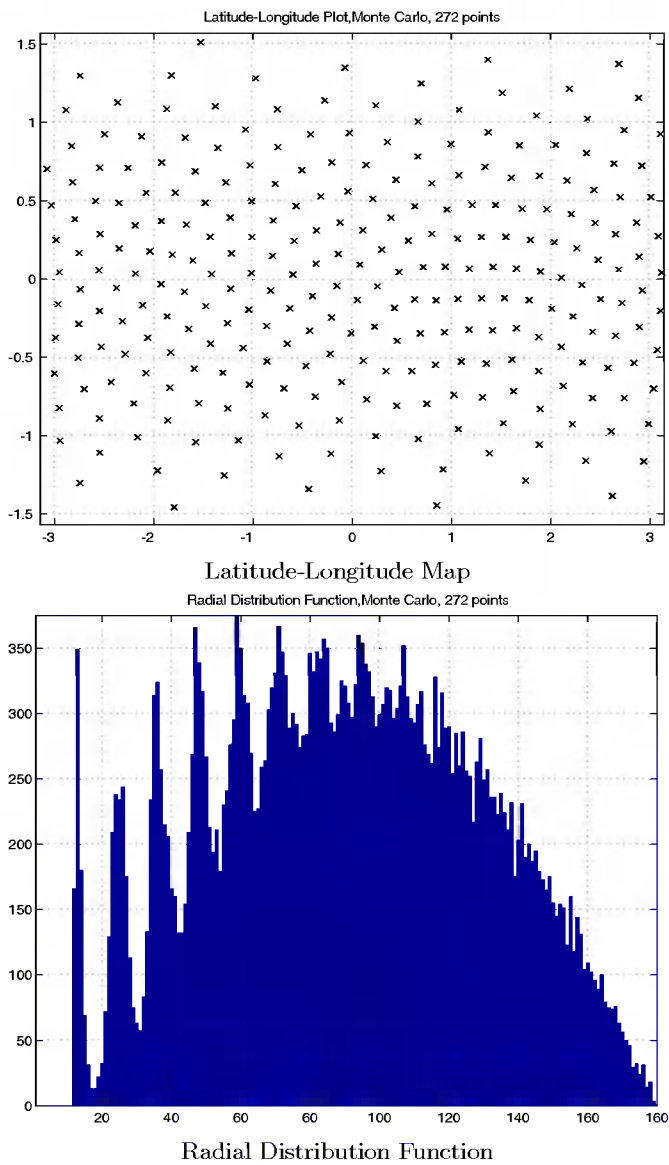 Latitude-Longitude Plot,Monte Carlo, 272 points
1.5
1
0.5
0
-0.5
-1
-1.5
-3 -2 -1 0 1 2 3
Latitude-Longitude Map
Radial Distribution Function,Monte Carlo, 272 points
350
300
250
200
150
100
50
0
20 40 60 80 100 120 140 160 180
Radial Distribution Function